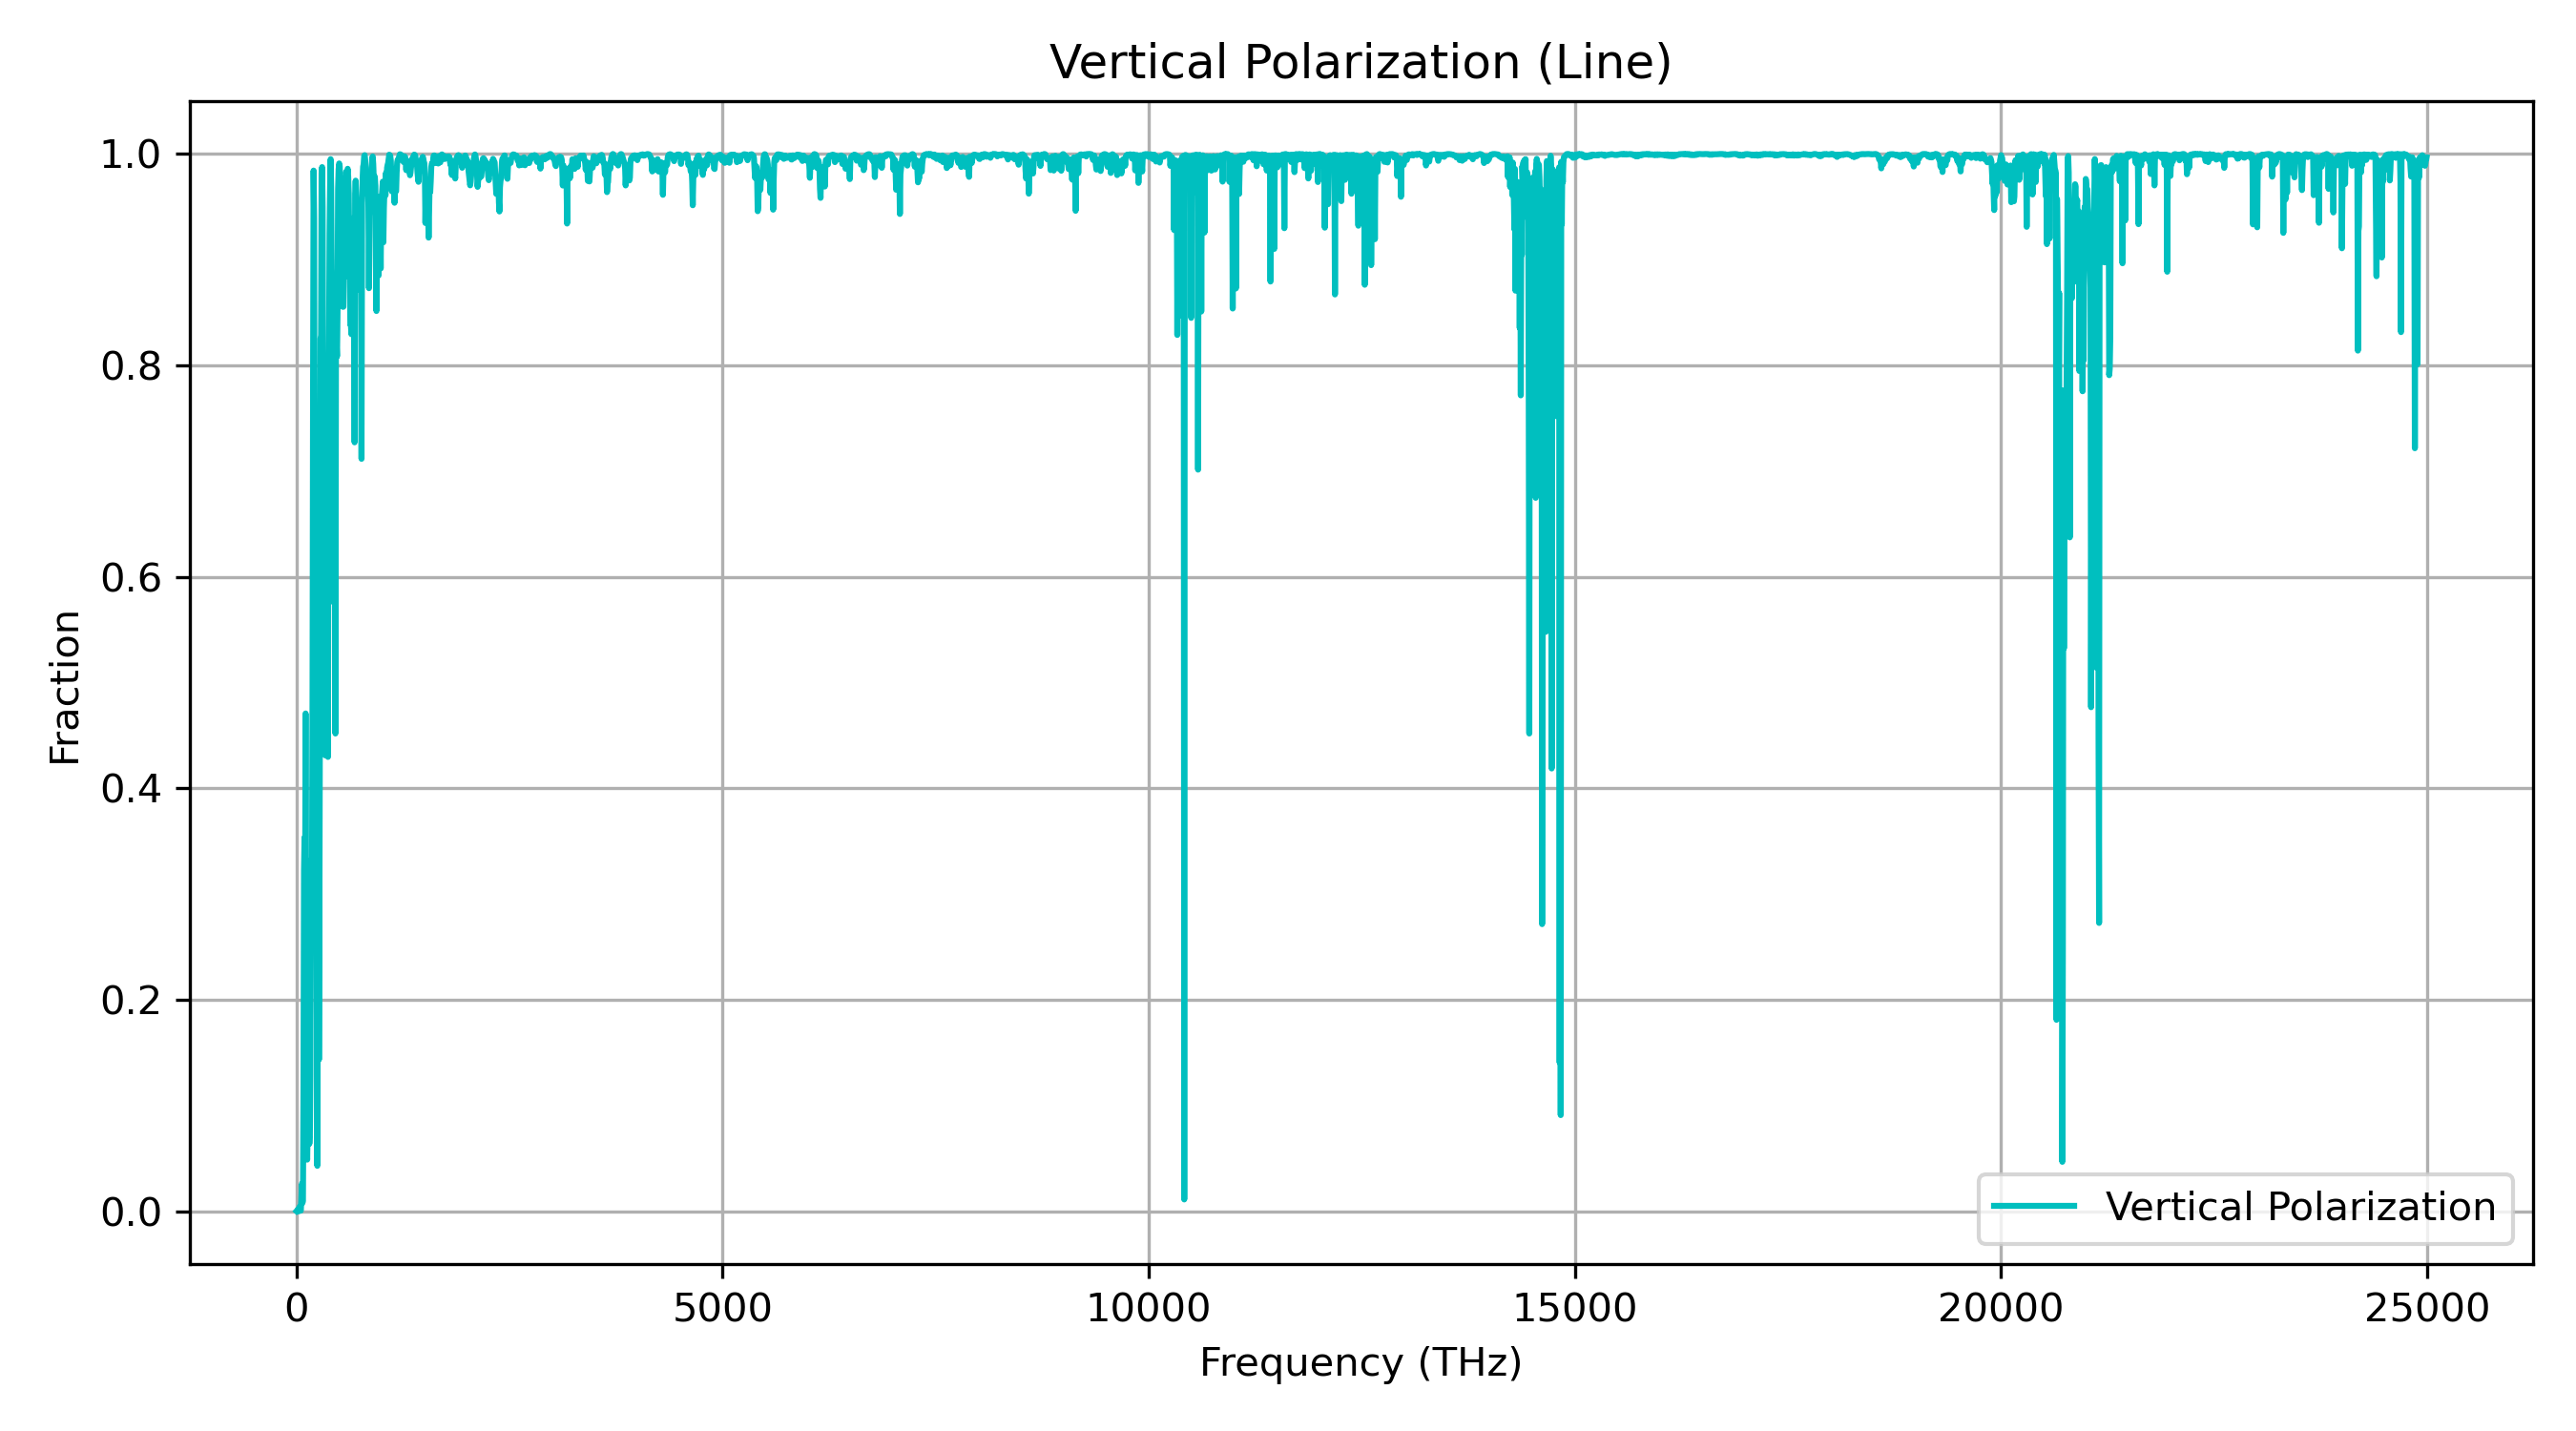 Vertical Polarization (Line)
1.0
0.8
0.6
0.4
0.2
0.0
Fraction
0 5000 10000 15000 20000 25000
Frequency (THz)
Vertical Polarization